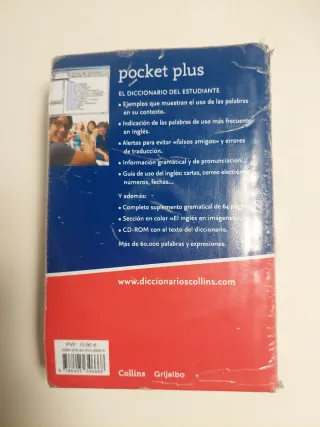 pocket plus
EL DICCIONARIO DEL ESTUDIANTE
• Ejemplos que muestran el uso de las palabras
en su contexto.
• Indicación de las palabras de uso más frecuente
en inglés.
• Alertas para evitar «falsos amigos» y errores
de traducción.
• Información gramatical y de pronunciación.
• Guía de uso del inglés: cartas, correo electrónico,
números, fechas...
Y además:
• Completo suplemento gramatical de 64 páginas
• Sección en color «El inglés en imágenes»
• CD-ROM con el texto del diccionario.
Más de 60.000 palabras y expresiones.
www.diccionarioscollins.com
PVP 15.90 €
Collins Grijalbo